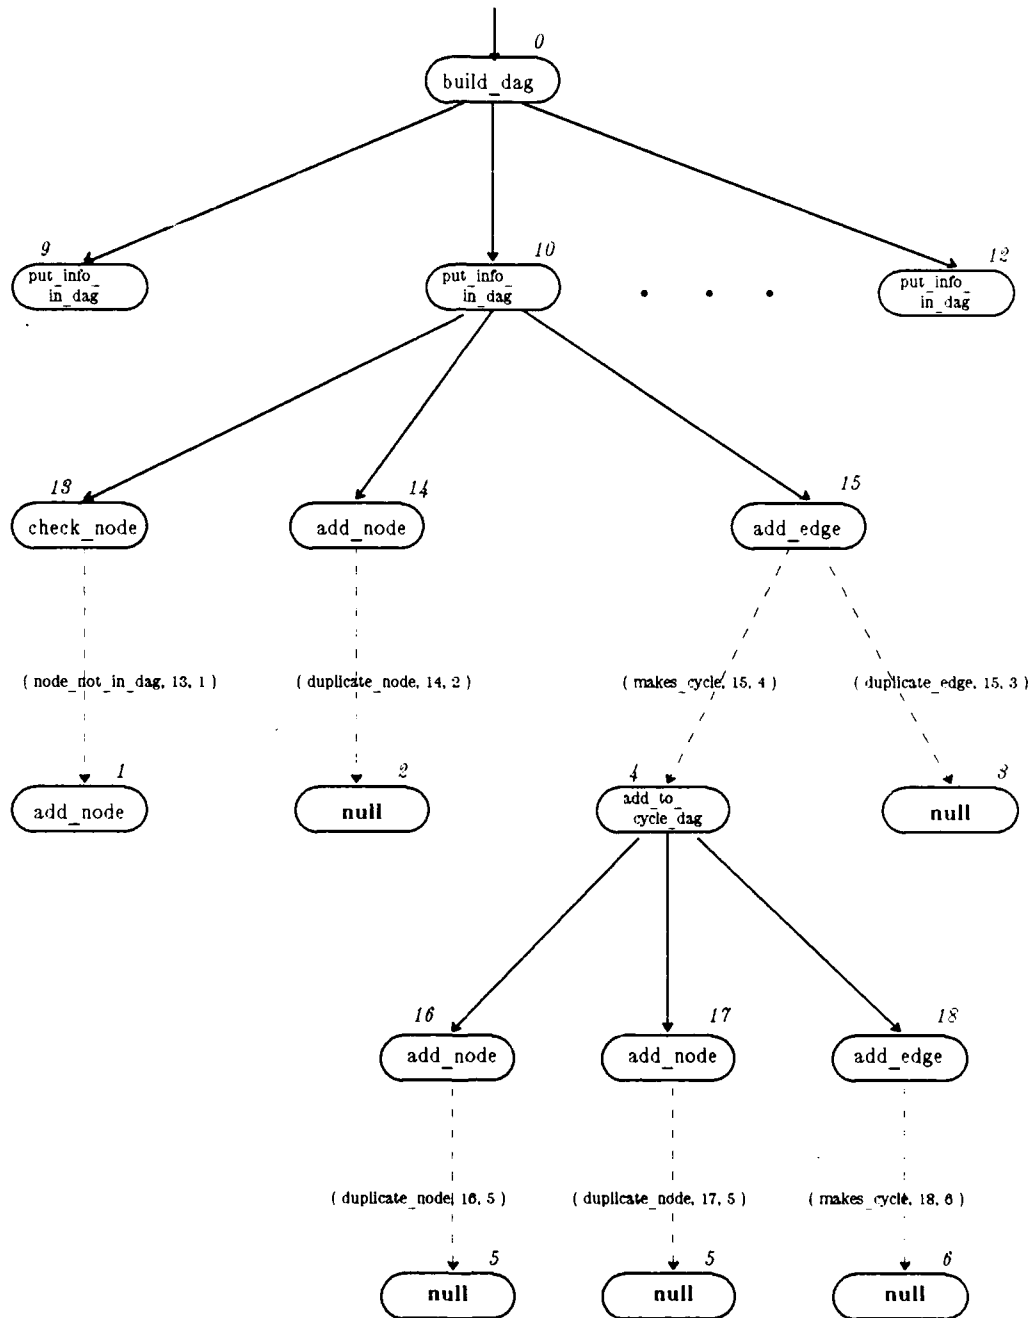 0
build_dag
9
10
12
put_info_
in_dag
put_info_
in_dag
put_info_
in_dag
13
14
15
check_node
add_node
add_edge
( node_not_in_dag, 13, 1 )
( duplicate_node, 14, 2 )
( makes_cycle, 15, 4 )
( duplicate_edge, 15, 3 )
1
2
4
3
add_node
null
add_to_
cycle_dag
null
16
17
18
add_node
add_node
add_edge
( duplicate_node, 16, 5 )
( duplicate_node, 17, 5 )
( makes_cycle, 18, 6 )
5
5
6
null
null
null